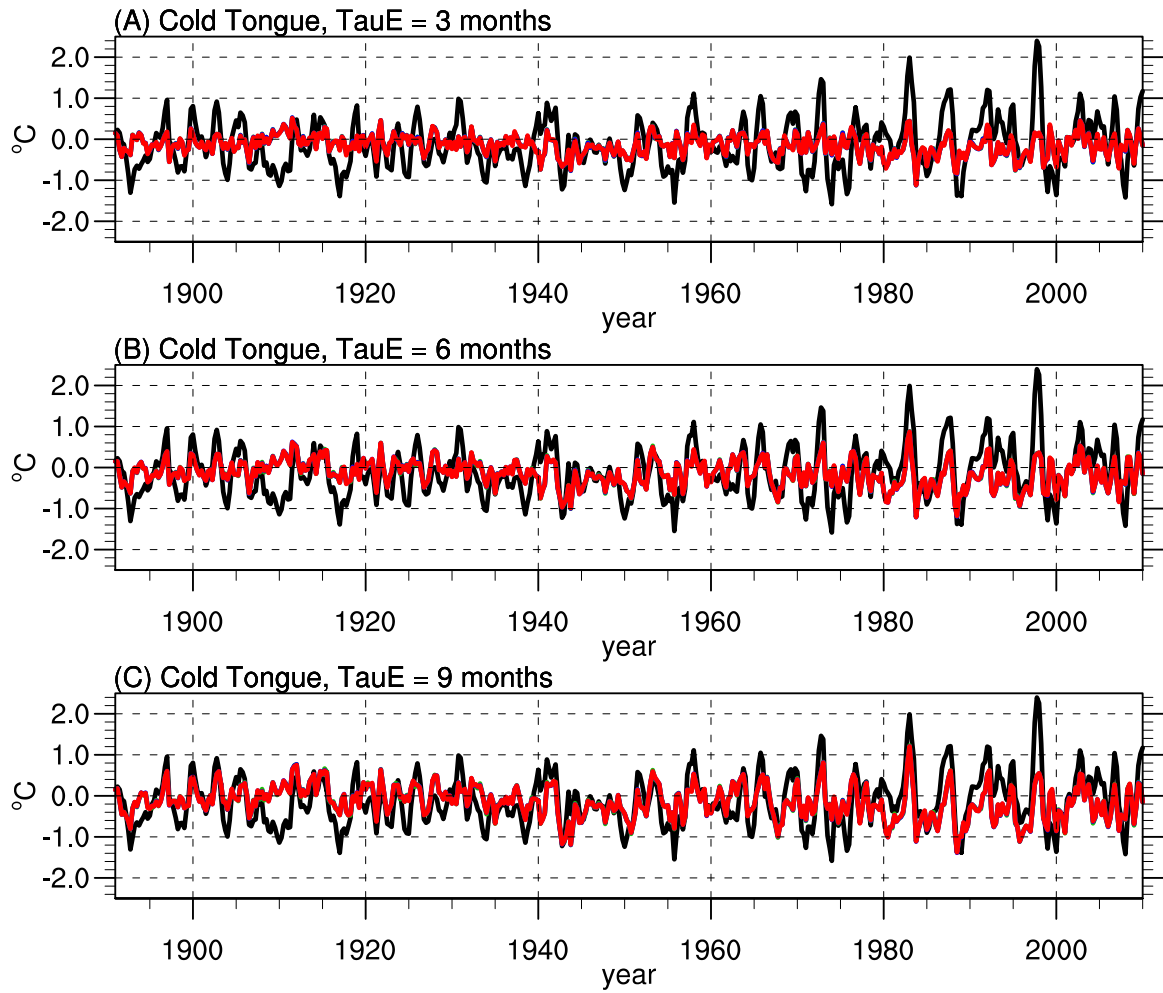 (A) Cold Tongue, TauE = 3 months
2.0
1.0
0.0
-1.0
-2.0
°C
1900 1920 1940 1960 1980 2000
year
(B) Cold Tongue, TauE = 6 months
2.0
1.0
0.0
-1.0
-2.0
°C
1900 1920 1940 1960 1980 2000
year
(C) Cold Tongue, TauE = 9 months
2.0
1.0
0.0
-1.0
-2.0
°C
1900 1920 1940 1960 1980 2000
year